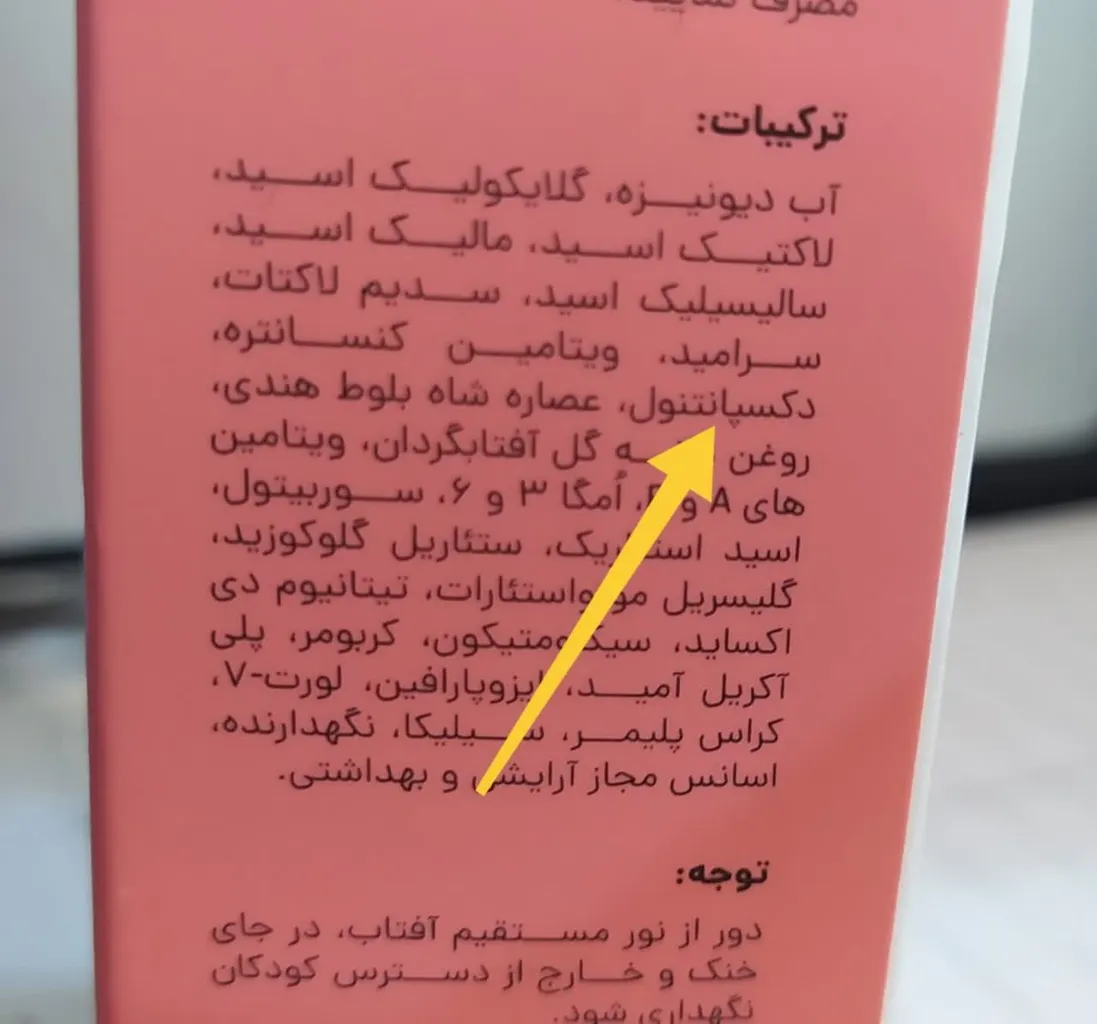 مصرف نمایید.
ترکیبات:
آب دیونیزه، گلایکولیک اسید،
لاکتیک اسید، مالیک اسید،
سالیسیلیک اسید، سدیم لاکتات،
سرامید، ویتامین کنسانتره،
دکسپانتنول، عصاره شاه بلوط هندی،
روغن گل آفتابگردان، ویتامین
های A و اُمگا ۳ و ۶، سوربیتول،
اسید استئاریک، ستئاریل گلوکوزید،
گلیسریل مونواستئارات، تیتانیوم دی
اکساید، سیکلومتیکون، کربومر، پلی
آکریل آمید، ایزوپارافین، لورت-۷،
کراس پلیمر، سیلیکا، نگهدارنده،
اسانس مجاز آرایشی و بهداشتی.
توجه:
دور از نور مستقیم آفتاب، در جای
خنک و خارج از دسترس کودکان
نگهداری شود.